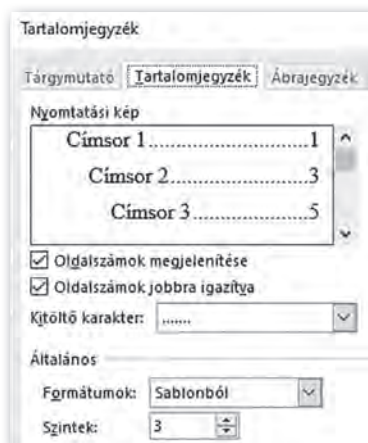 Tartalomjegyzék
Tárgymutató Tartalomjegyzék Ábrajegyzék
Nyomtatási kép
Címsor 1.......................1
Címsor 2....................3
Címsor 3.................5
Oldalszámok megjelenítése
Oldalszámok jobbra igazítva
Kitöltő karakter: .......
Általános
Formátumok: Sablonból
Szintek: 3